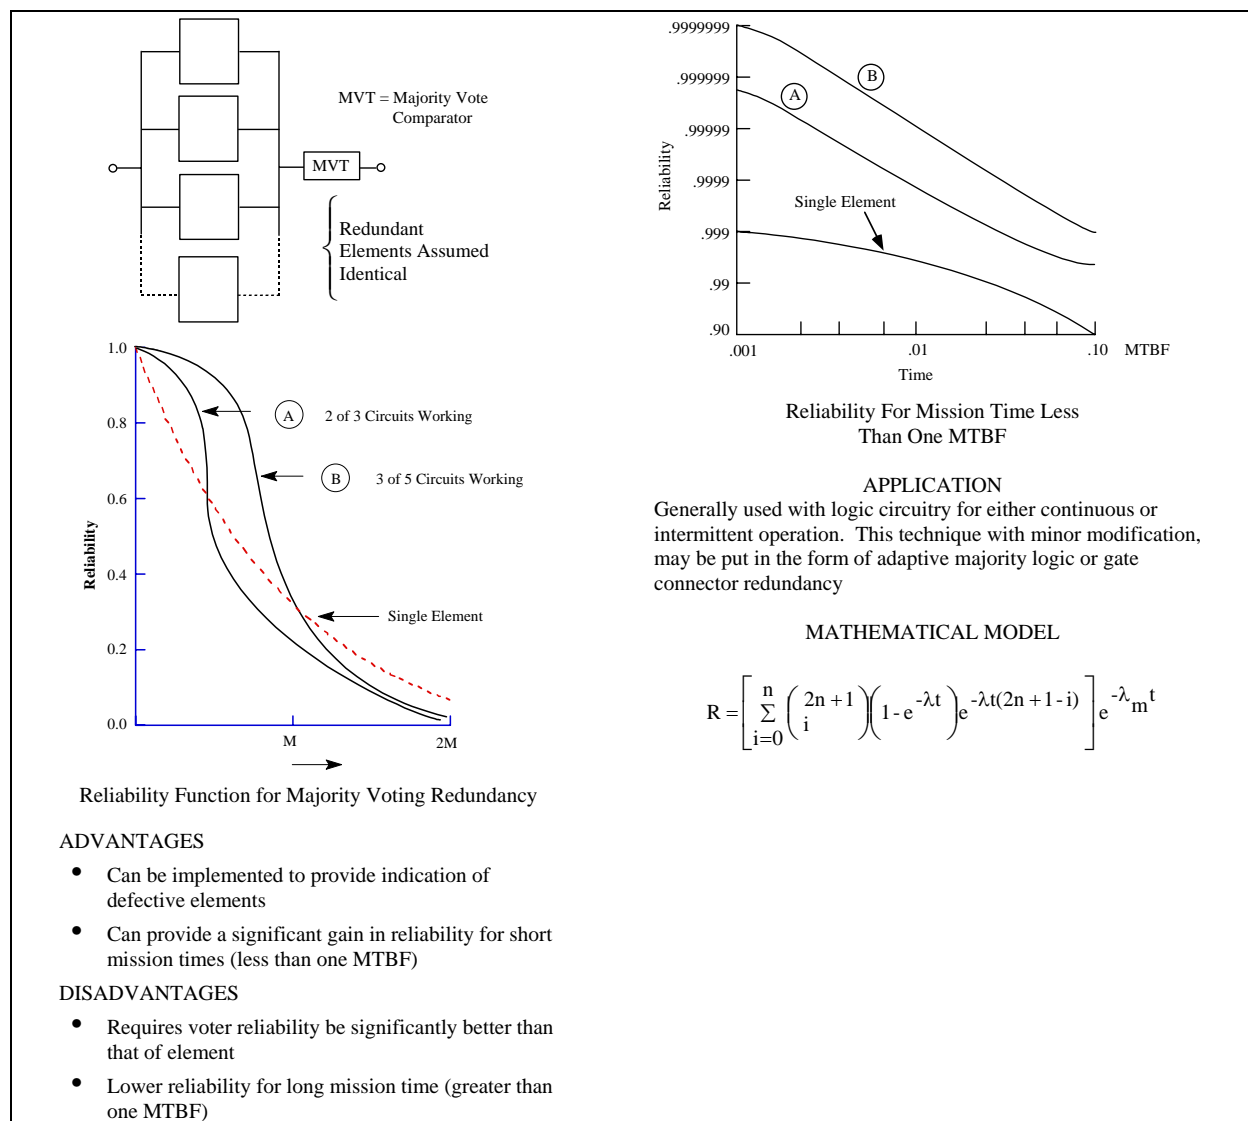 MVT = Majority Vote
Comparator
MVT
Redundant
Elements Assumed
Identical
1.0
0.8
0.6
0.4
0.2
0.0
Reliability
A
2 of 3 Circuits Working
B
3 of 5 Circuits Working
Single Element
M
2M
Reliability Function for Majority Voting Redundancy
ADVANTAGES
• Can be implemented to provide indication of
defective elements
• Can provide a significant gain in reliability for short
mission times (less than one MTBF)
DISADVANTAGES
• Requires voter reliability be significantly better than
that of element
• Lower reliability for long mission time (greater than
one MTBF)
.9999999
.999999
.99999
.9999
.999
.99
.90
Reliability
B
A
Single Element
.001
.01
.10
MTBF
Time
Reliability For Mission Time Less
Than One MTBF
APPLICATION
Generally used with logic circuitry for either continuous or
intermittent operation. This technique with minor modification,
may be put in the form of adaptive majority logic or gate
connector redundancy
MATHEMATICAL MODEL
R = [ n Σ i=0 ( 2n + 1 i ) ( 1 - e -λt ) e -λt(2n + 1 - i) ] e -λ m t